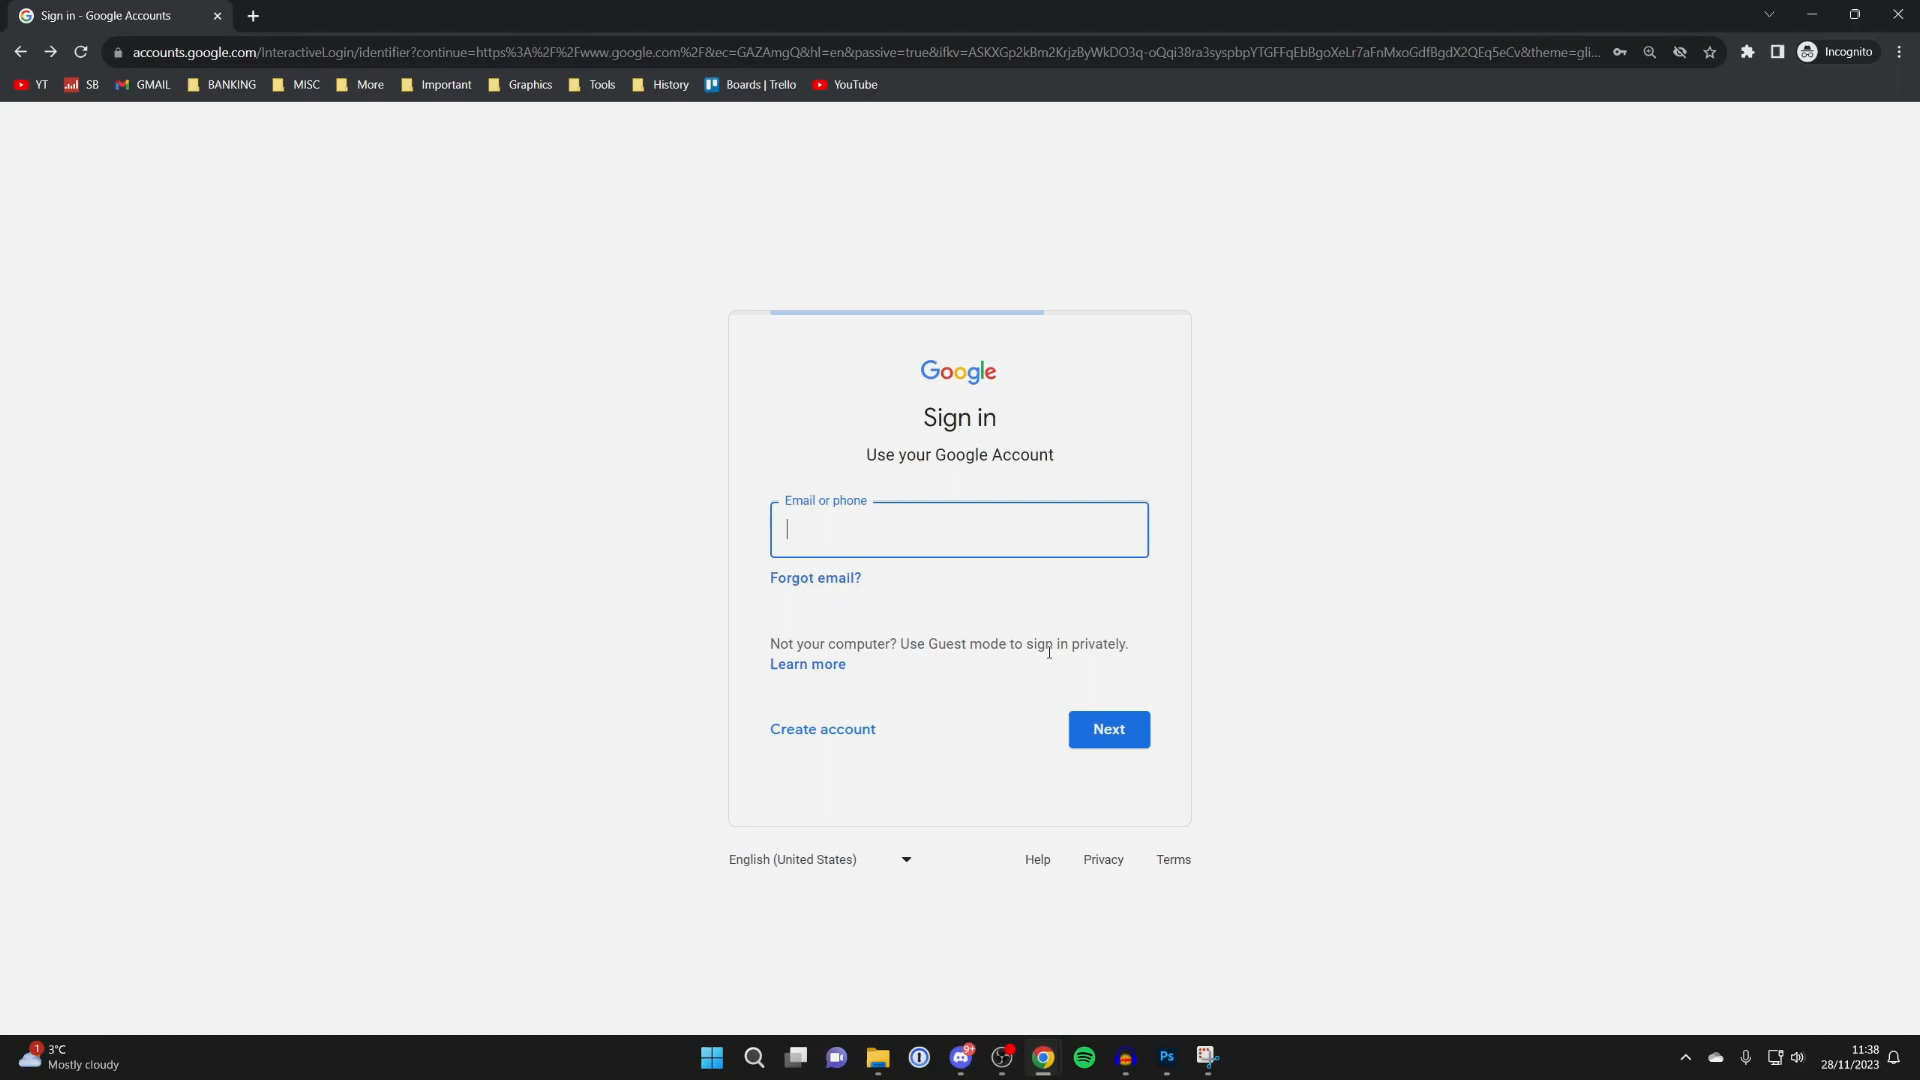 Sign in - Google Accounts
accounts.google.com/InteractiveLogin/identifier?continue=https%3A%2F%2Fwww.google.com%2F&ec=GAZAmgQ&hl=en&passive=true&ifkv=ASKXGp2kBm2KrjzByWkDO3q-oQqi38ra3syspbpYTGFFqEbBgoXeLr7aFnMxoGdfBgdX2QEq5eCv&theme=gli...
Incognito
YT SB GMAIL BANKING MISC More Important Graphics Tools History Boards | Trello YouTube
Google
Sign in
Use your Google Account
Email or phone
Forgot email?
Not your computer? Use Guest mode to sign in privately.
Learn more
Create account
Next
English (United States)
Help
Privacy
Terms
1
3°C
Mostly cloudy
9+
Ps
11:38
28/11/2023